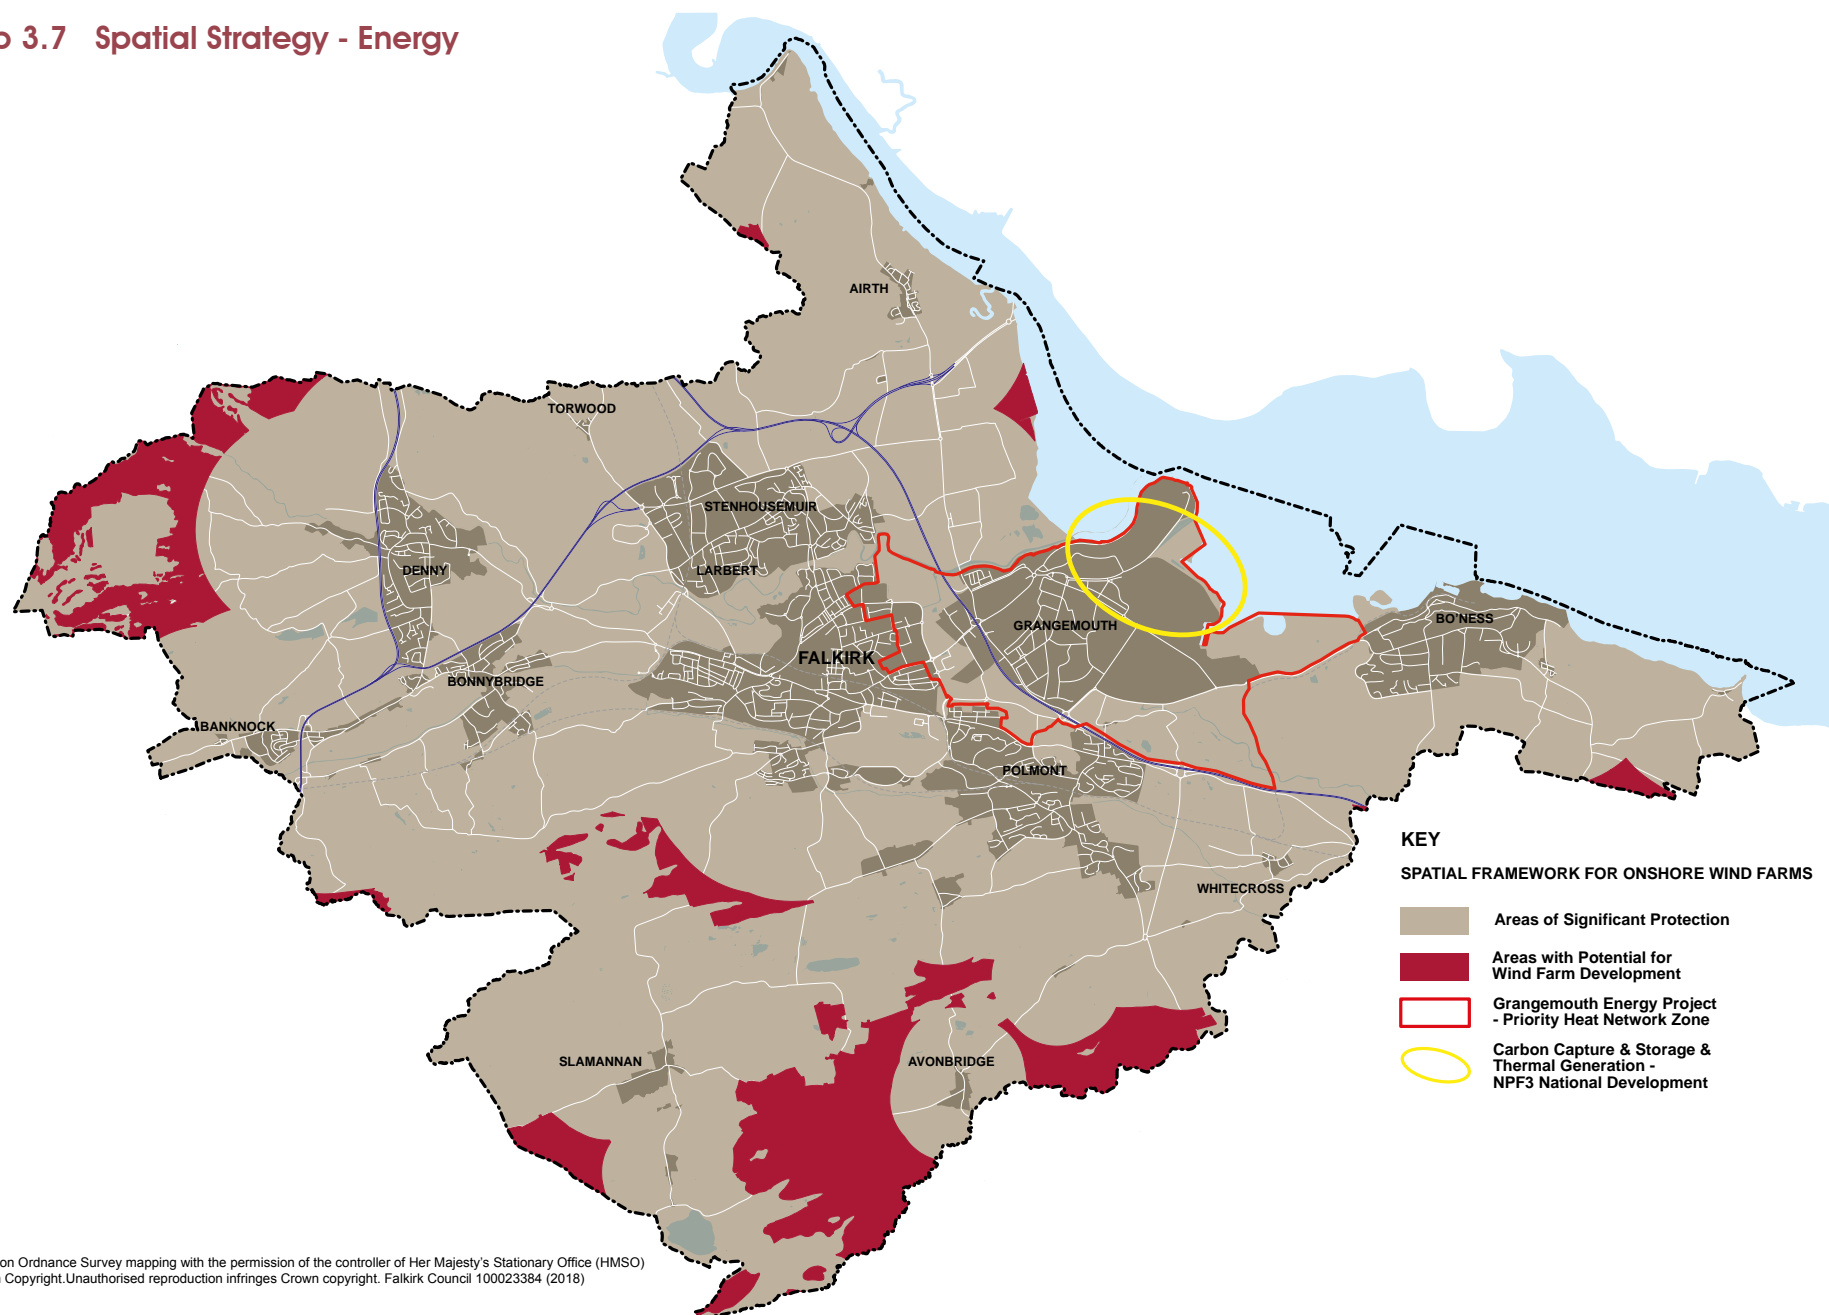 3.7 Spatial Strategy - Energy
AIRTH
TORWOOD
STENHOUSEMUIR
DENNY
LARBERT
GRANGEMOUTH
BO'NESS
FALKIRK
BONNYBRIDGE
BANKNOCK
POLMONT
WHITECROSS
SLAMANNAN
AVONBRIDGE
KEY
SPATIAL FRAMEWORK FOR ONSHORE WIND FARMS
Areas of Significant Protection
Areas with Potential for
Wind Farm Development
Grangemouth Energy Project
- Priority Heat Network Zone
Carbon Capture & Storage &
Thermal Generation -
NPF3 National Development
on Ordnance Survey mapping with the permission of the controller of Her Majesty's Stationary Office (HMSO)
Copyright.Unauthorised reproduction infringes Crown copyright. Falkirk Council 100023384 (2018)